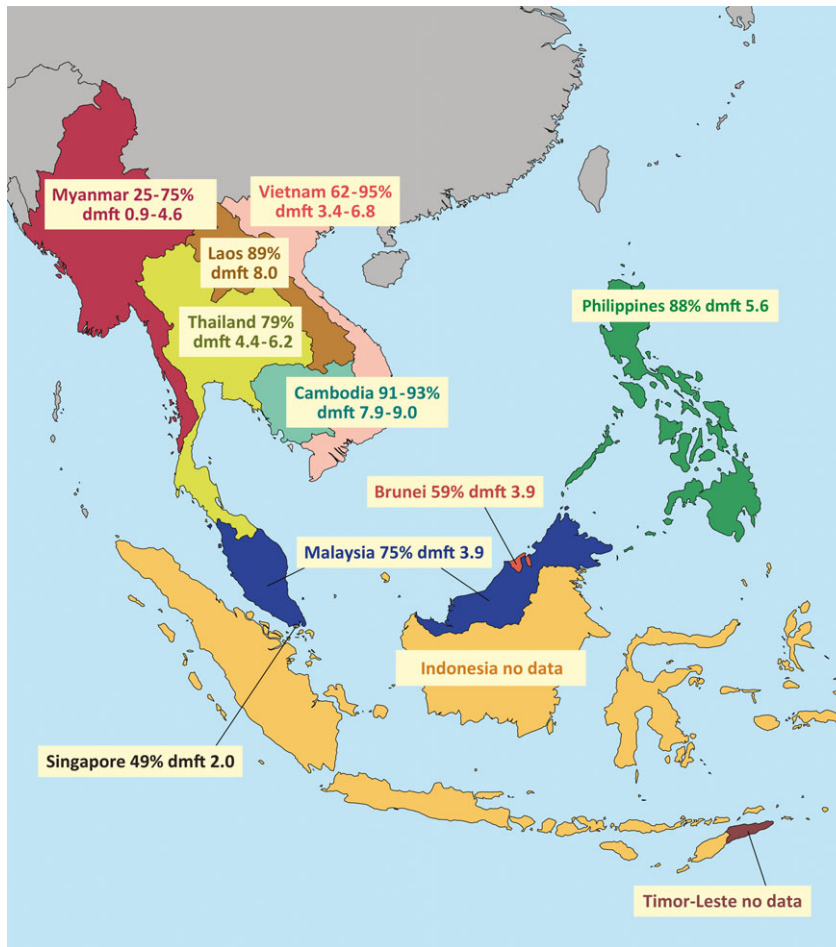 Myanmar 25-75%
dmft 0.9-4.6
Vietnam 62-95%
dmft 3.4-6.8
Laos 89%
dmft 8.0
Philippines 88% dmft 5.6
Thailand 79%
dmft 4.4-6.2
Cambodia 91-93%
dmft 7.9-9.0
Brunei 59% dmft 3.9
Malaysia 75% dmft 3.9
Indonesia no data
Singapore 49% dmft 2.0
Timor-Leste no data